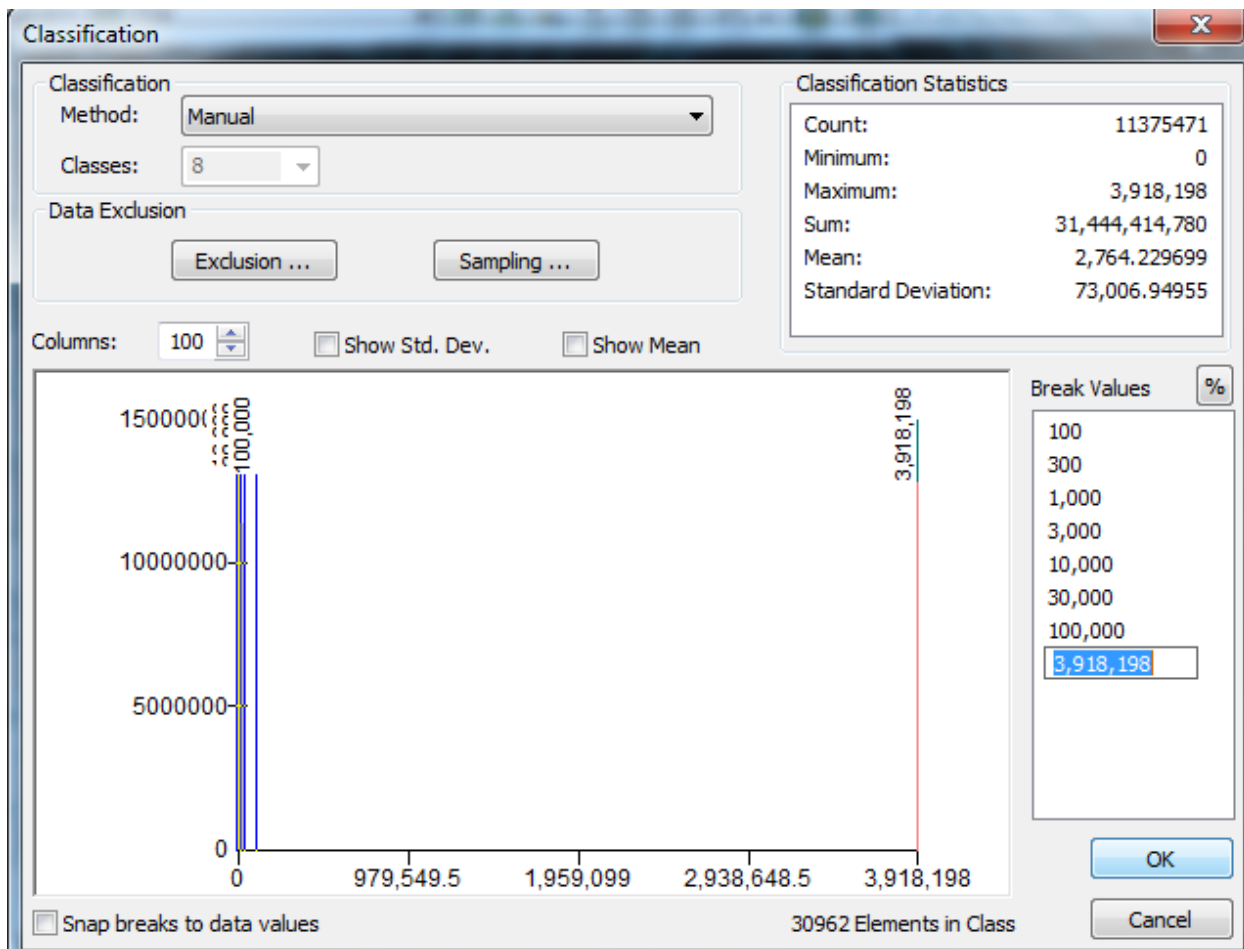 Classification
Classification
Method: Manual
Classes: 8
Data Exclusion
Exclusion ...
Sampling ...
Classification Statistics
Count: 11375471
Minimum: 0
Maximum: 3,918,198
Sum: 31,444,414,780
Mean: 2,764.229699
Standard Deviation: 73,006.94955
Columns: 100
Show Std. Dev.
Show Mean
Break Values
%
100
300
1,000
3,000
10,000
30,000
100,000
3,918,198
100,000
3,918,198
10000000
5000000
0
0 979,549.5 1,959,099 2,938,648.5 3,918,198
Snap breaks to data values
30962 Elements in Class
OK
Cancel